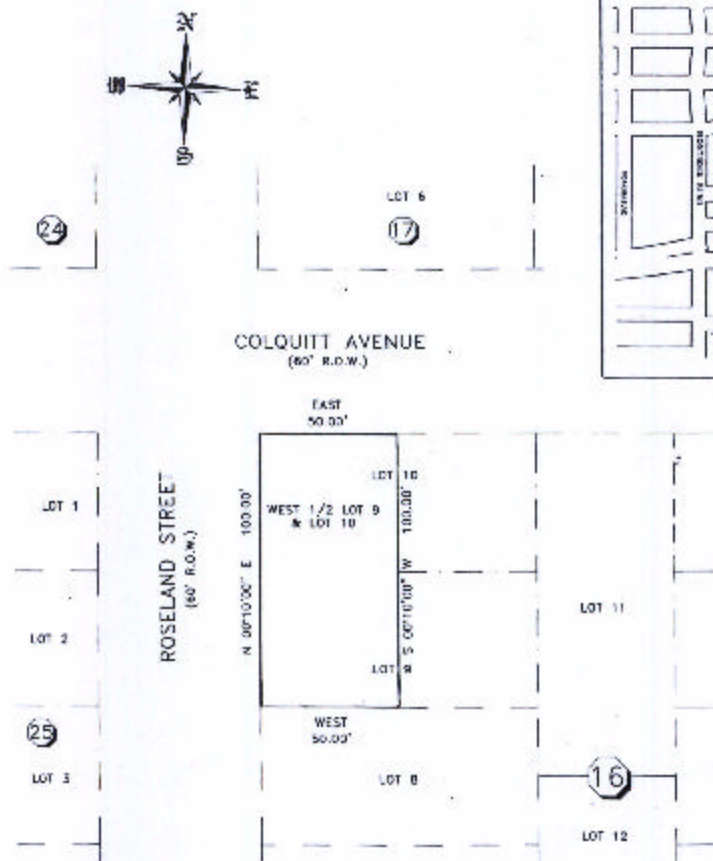 N
W
E
S
LOT 6
24
17
COLQUITT AVENUE
(60' R.O.W.)
EAST
50.00'
LOT 1
ROSELAND STREET
(60' R.O.W.)
N 00°10'00" E 100.00'
WEST 1/2 LOT 9
& LOT 10
LOT 10
S 00°10'00" W 100.00'
LOT 2
LOT 9
LOT 11
25
WEST
50.00'
LOT 3
LOT 8
16
LOT 12